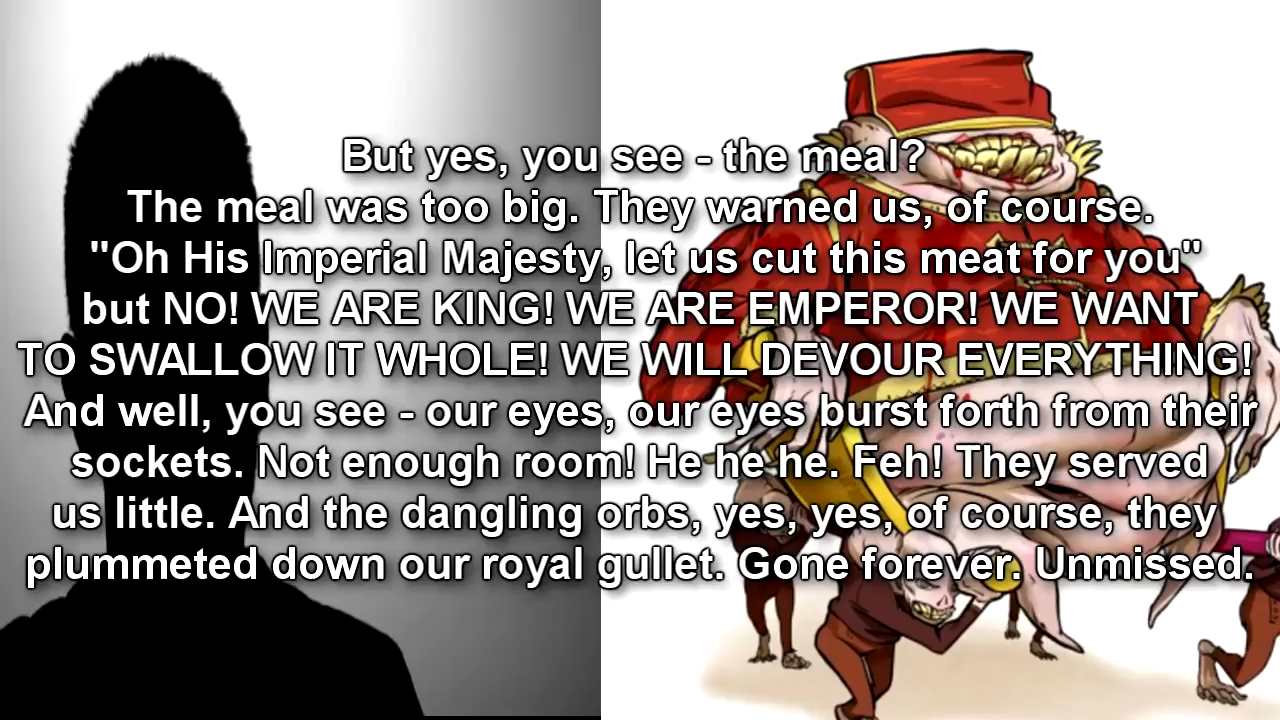 But yes, you see - the meal?
The meal was too big. They warned us, of course.
"Oh His Imperial Majesty, let us cut this meat for you"
but NO! WE ARE KING! WE ARE EMPEROR! WE WANT
TO SWALLOW IT WHOLE! WE WILL DEVOUR EVERYTHING!
And well, you see - our eyes, our eyes burst forth from their
sockets. Not enough room! He he he. Feh! They served
us little. And the dangling orbs, yes, yes, of course, they
plummeted down our royal gullet. Gone forever. Unmissed.